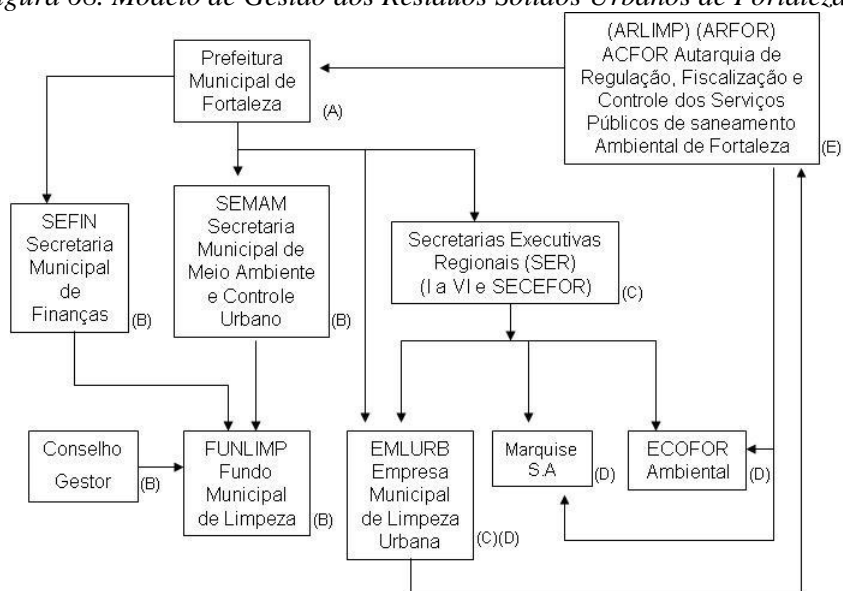 gura 08: Modelo de Gestão dos Resíduos Sólidos Urbanos de Fortaleza
Prefeitura
Municipal de
Fortaleza
(A)
(ARLIMP) (ARFOR)
ACFOR Autarquia de
Regulação, Fiscalização e
Controle dos Serviços
Públicos de saneamento
Ambiental de Fortaleza
(E)
SEFIN
Secretaria
Municipal
de
Finanças
(B)
SEMAM
Secretaria
Municipal de
Meio Ambiente
e Controle
Urbano
(B)
Secretarias Executivas
Regionais (SER)
(I a VI e SECEFOR)
(C)
Conselho
Gestor
(B)
FUNLIMP
Fundo
Municipal
de Limpeza
(B)
EMLURB
Empresa
Municipal
de Limpeza
Urbana
(C)(D)
Marquise
S.A
(D)
ECOFOR
Ambiental
(D)